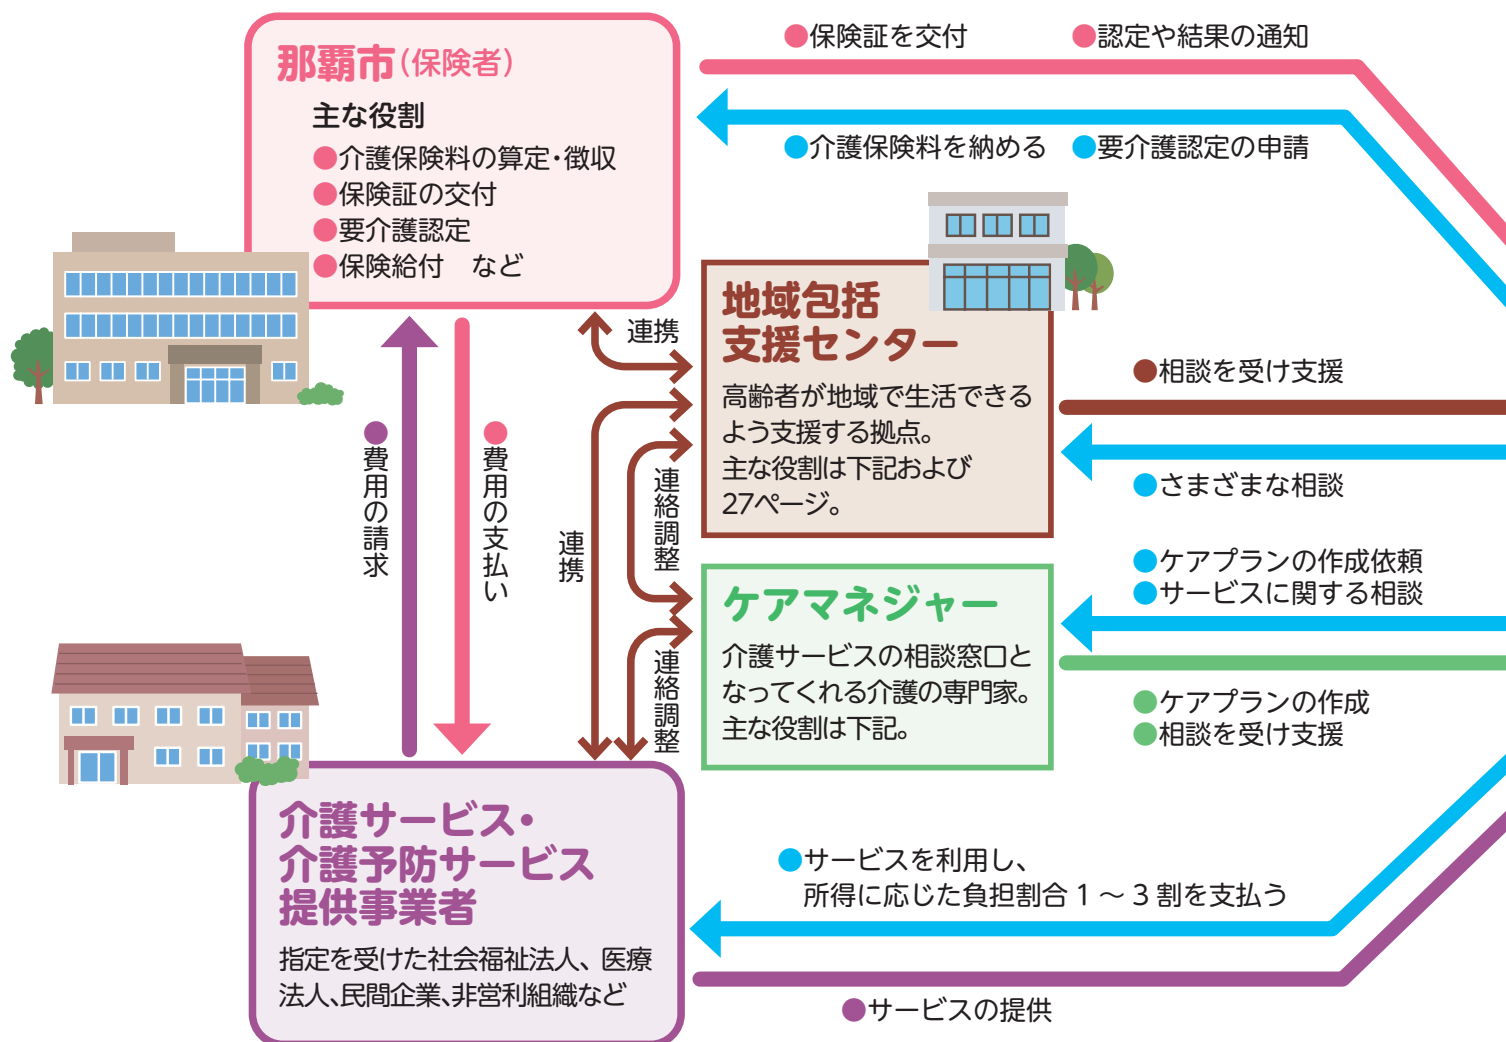 那覇市（保険者）
主な役割
●介護保険料の算定・徴収
●保険証の交付
●要介護認定
●保険給付　など
●保険証を交付
●認定や結果の通知
●介護保険料を納める
●要介護認定の申請
地域包括
支援センター
高齢者が地域で生活できる
よう支援する拠点。
主な役割は下記および
27ページ。
●相談を受け支援
●さまざまな相談
連携
●費用の請求
●費用の支払い
連携
連絡調整
ケアマネジャー
介護サービスの相談窓口と
なってくれる介護の専門家。
主な役割は下記。
●ケアプランの作成依頼
●サービスに関する相談
●ケアプランの作成
●相談を受け支援
連絡調整
介護サービス・
介護予防サービス
提供事業者
指定を受けた社会福祉法人、医療
法人、民間企業、非営利組織など
●サービスを利用し、
所得に応じた負担割合 1 ～ 3 割を支払う
●サービスの提供